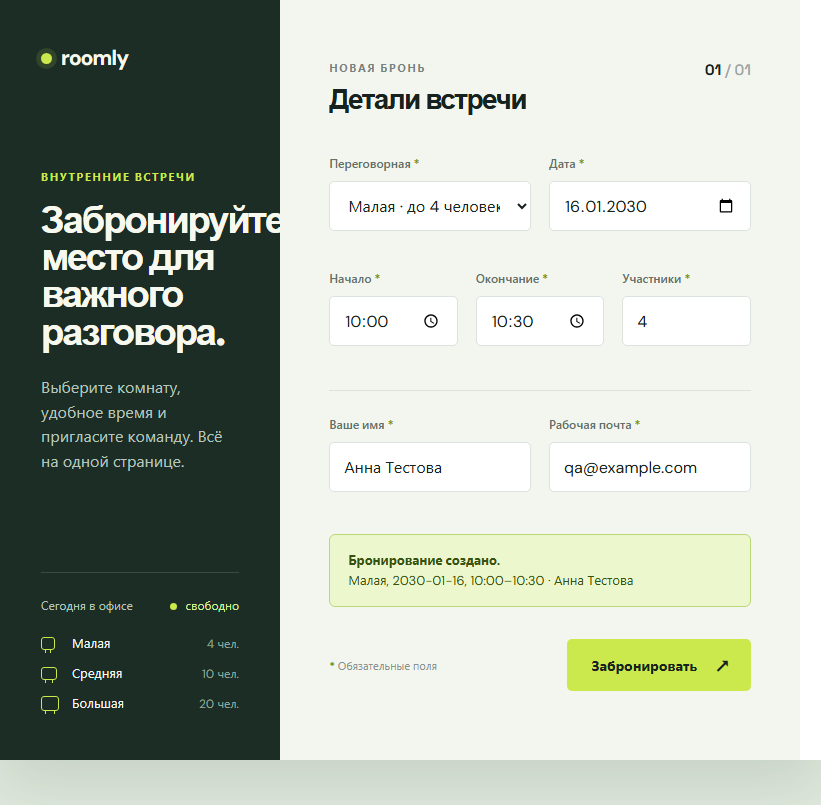 roomly
ВНУТРЕННИЕ ВСТРЕЧИ
Забронируйте
место для
важного
разговора.
Выберите комнату,
удобное время и
пригласите команду. Всё
на одной странице.
Сегодня в офисе
свободно
Малая 4 чел.
Средняя 10 чел.
Большая 20 чел.
НОВАЯ БРОНЬ
01 / 01
Детали встречи
Переговорная * Дата *
Малая · до 4 человек 16.01.2030
Начало * Окончание * Участники *
10:00 10:30 4
Ваше имя * Рабочая почта *
Анна Тестова qa@example.com
Бронирование создано.
Малая, 2030-01-16, 10:00–10:30 · Анна Тестова
* Обязательные поля
Забронировать ↗